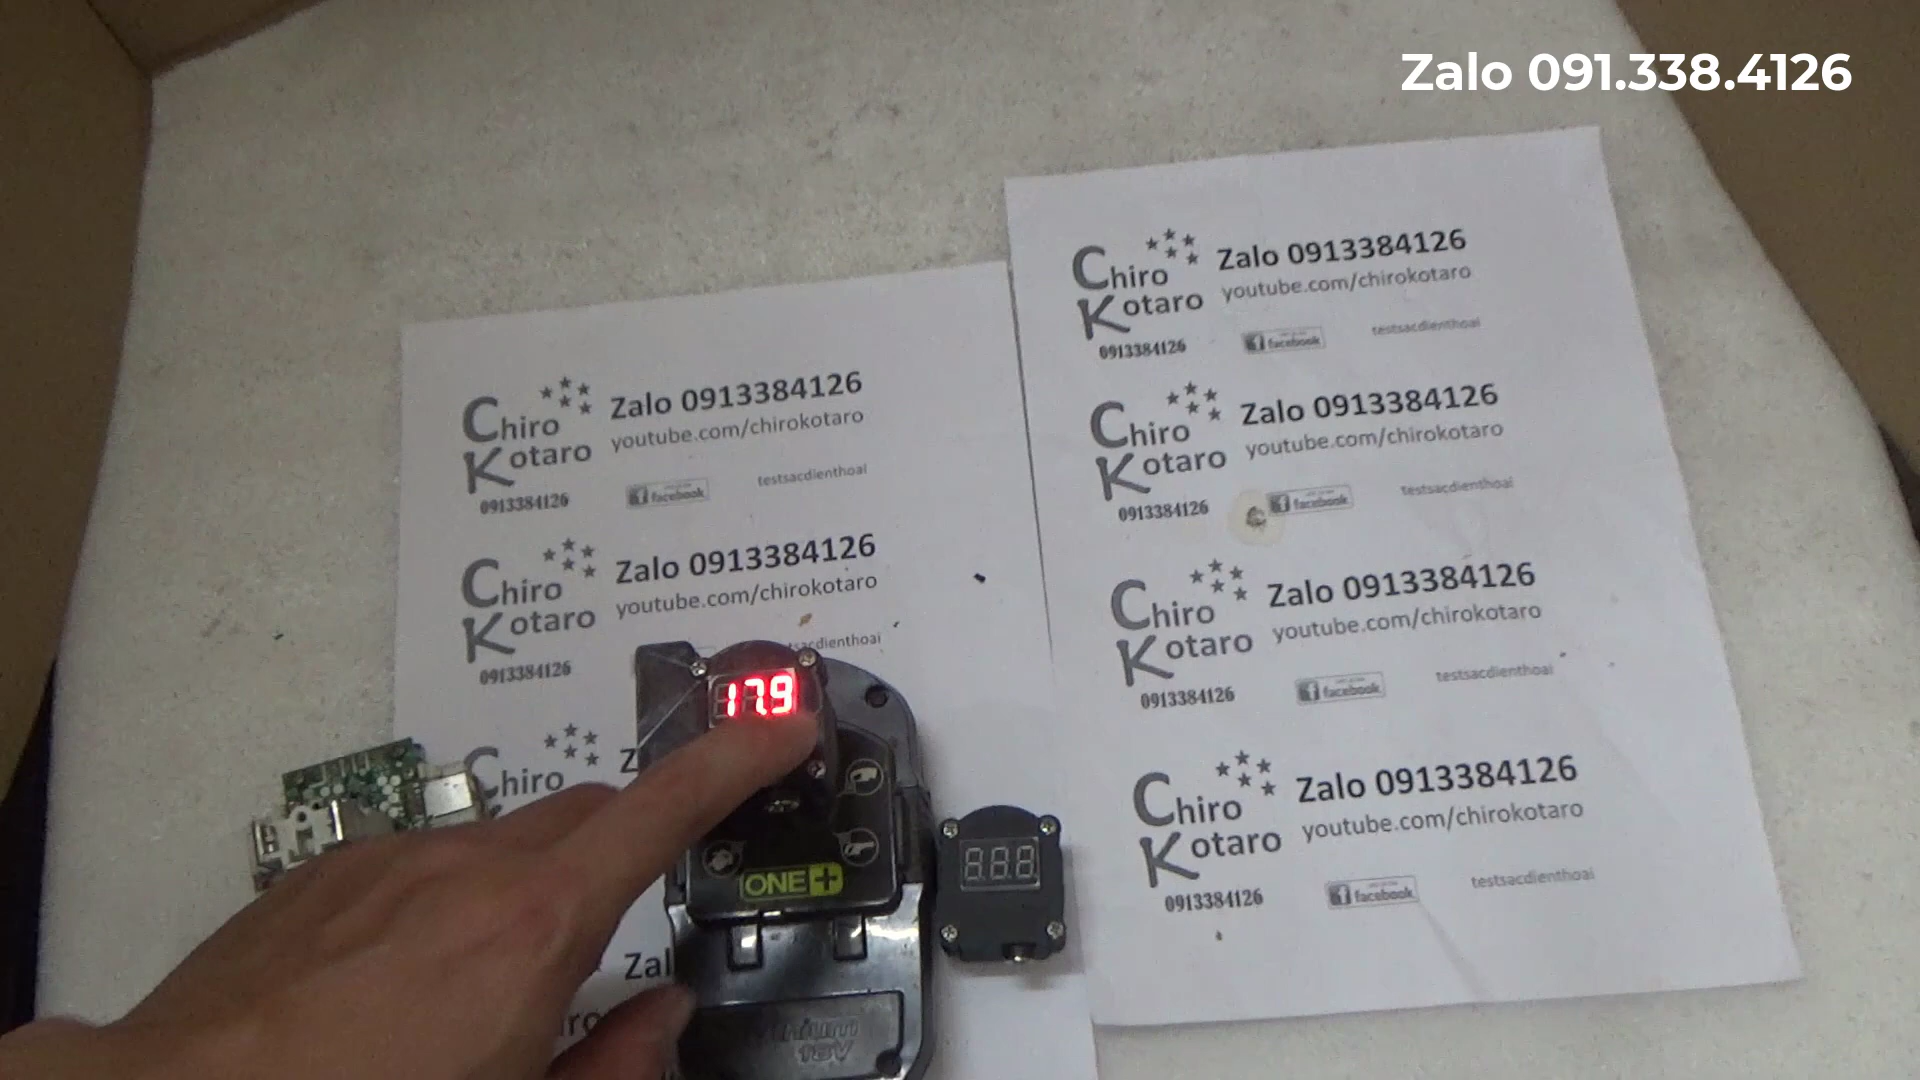 Zalo 091.338.4126
Chiro
Kotaro
0913384126
Zalo 0913384126
youtube.com/chirokotaro
facebook
testsacdienthoai
Chiro
Kotaro
0913384126
Zalo 0913384126
youtube.com/chirokotaro
sacdienthoai
Chiro
Z
Zal
17.9
ONE+
18V
Chiro
Kotaro
0913384126
Zalo 0913384126
youtube.com/chirokotaro
facebook
testsacdienthoai
Chiro
Kotaro
0913384126
Zalo 0913384126
youtube.com/chirokotaro
facebook
testsacdienthoai
Chiro
Kotaro
0913384126
Zalo 0913384126
youtube.com/chirokotaro
facebook
testsacdienthoai
Chiro
Kotaro
0913384126
Zalo 0913384126
youtube.com/chirokotaro
facebook
testsacdienthoai